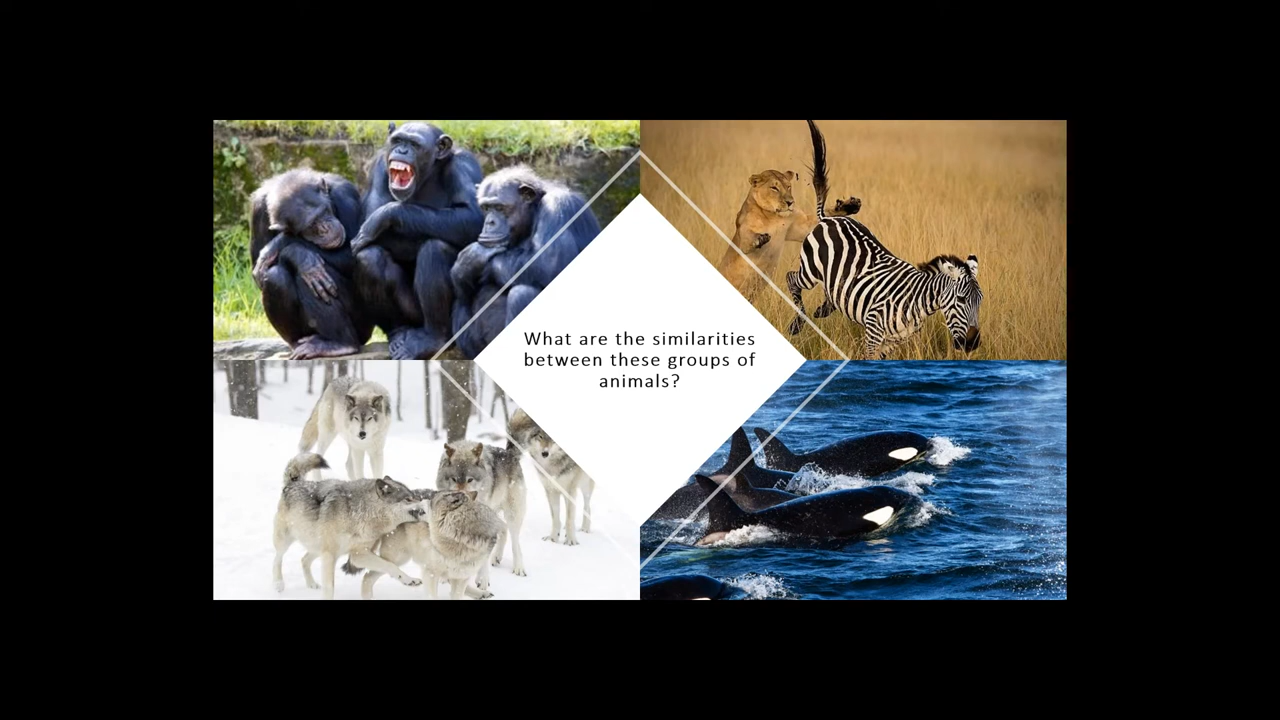 What are the similarities
between these groups of
animals?